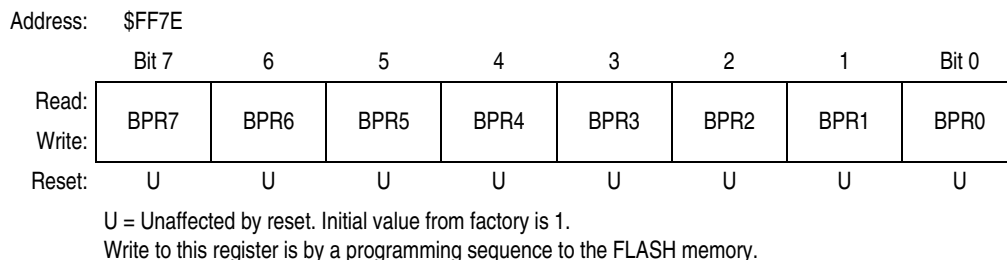 Address: $FF7E
Bit 7 6 5 4 3 2 1 Bit 0
Read:
BPR7 BPR6 BPR5 BPR4 BPR3 BPR2 BPR1 BPR0
Write:
Reset: U U U U U U U U
U = Unaffected by reset. Initial value from factory is 1.
Write to this register is by a programming sequence to the FLASH memory.